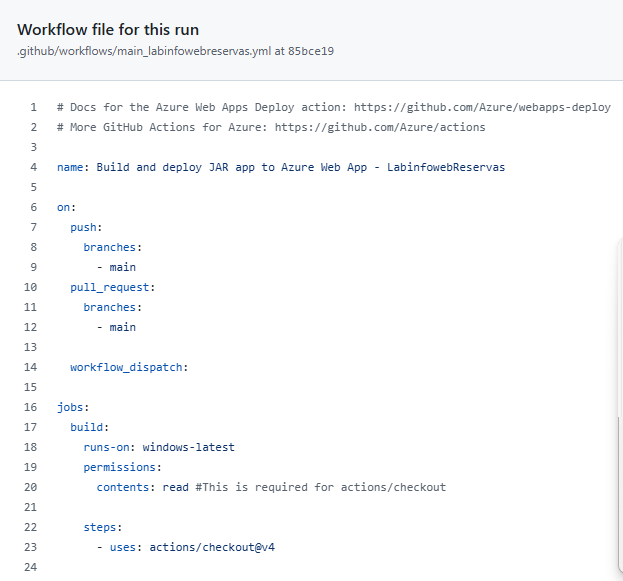 Workflow file for this run
.github/workflows/main_labinfowebreservas.yml at 85bce19
1 # Docs for the Azure Web Apps Deploy action: https://github.com/Azure/webapps-deploy
2 # More GitHub Actions for Azure: https://github.com/Azure/actions
3
4 name: Build and deploy JAR app to Azure Web App - LabinfowebReservas
5
6 on:
7   push:
8     branches:
9       - main
10   pull_request:
11     branches:
12       - main
13
14   workflow_dispatch:
15
16 jobs:
17   build:
18     runs-on: windows-latest
19     permissions:
20       contents: read #This is required for actions/checkout
21
22     steps:
23       - uses: actions/checkout@v4
24